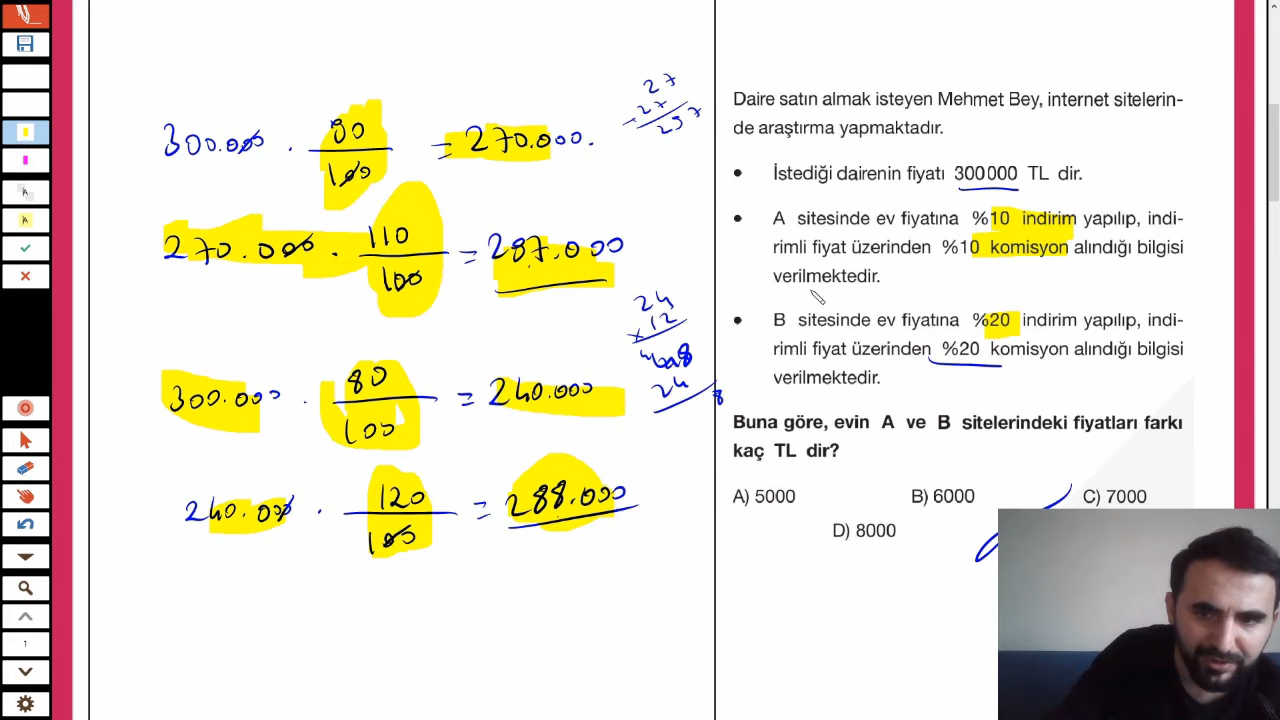 300.000 . 80/100 = 270.000.
27
27
297
270.000 . 110/100 = 287.000
24
x 12
48
24
8
300.000 . 80/100 = 240.000
240.000 . 120/100 = 288.000
Daire satın almak isteyen Mehmet Bey, internet sitelerin-
de araştırma yapmaktadır.
• İstediği dairenin fiyatı 300000 TL dir.
• A sitesinde ev fiyatına %10 indirim yapılıp, indi-
rimli fiyat üzerinden %10 komisyon alındığı bilgisi
verilmektedir.
• B sitesinde ev fiyatına %20 indirim yapılıp, indi-
rimli fiyat üzerinden %20 komisyon alındığı bilgisi
verilmektedir.
Buna göre, evin A ve B sitelerindeki fiyatları farkı
kaç TL dir?
A) 5000 B) 6000 C) 7000
D) 8000
1